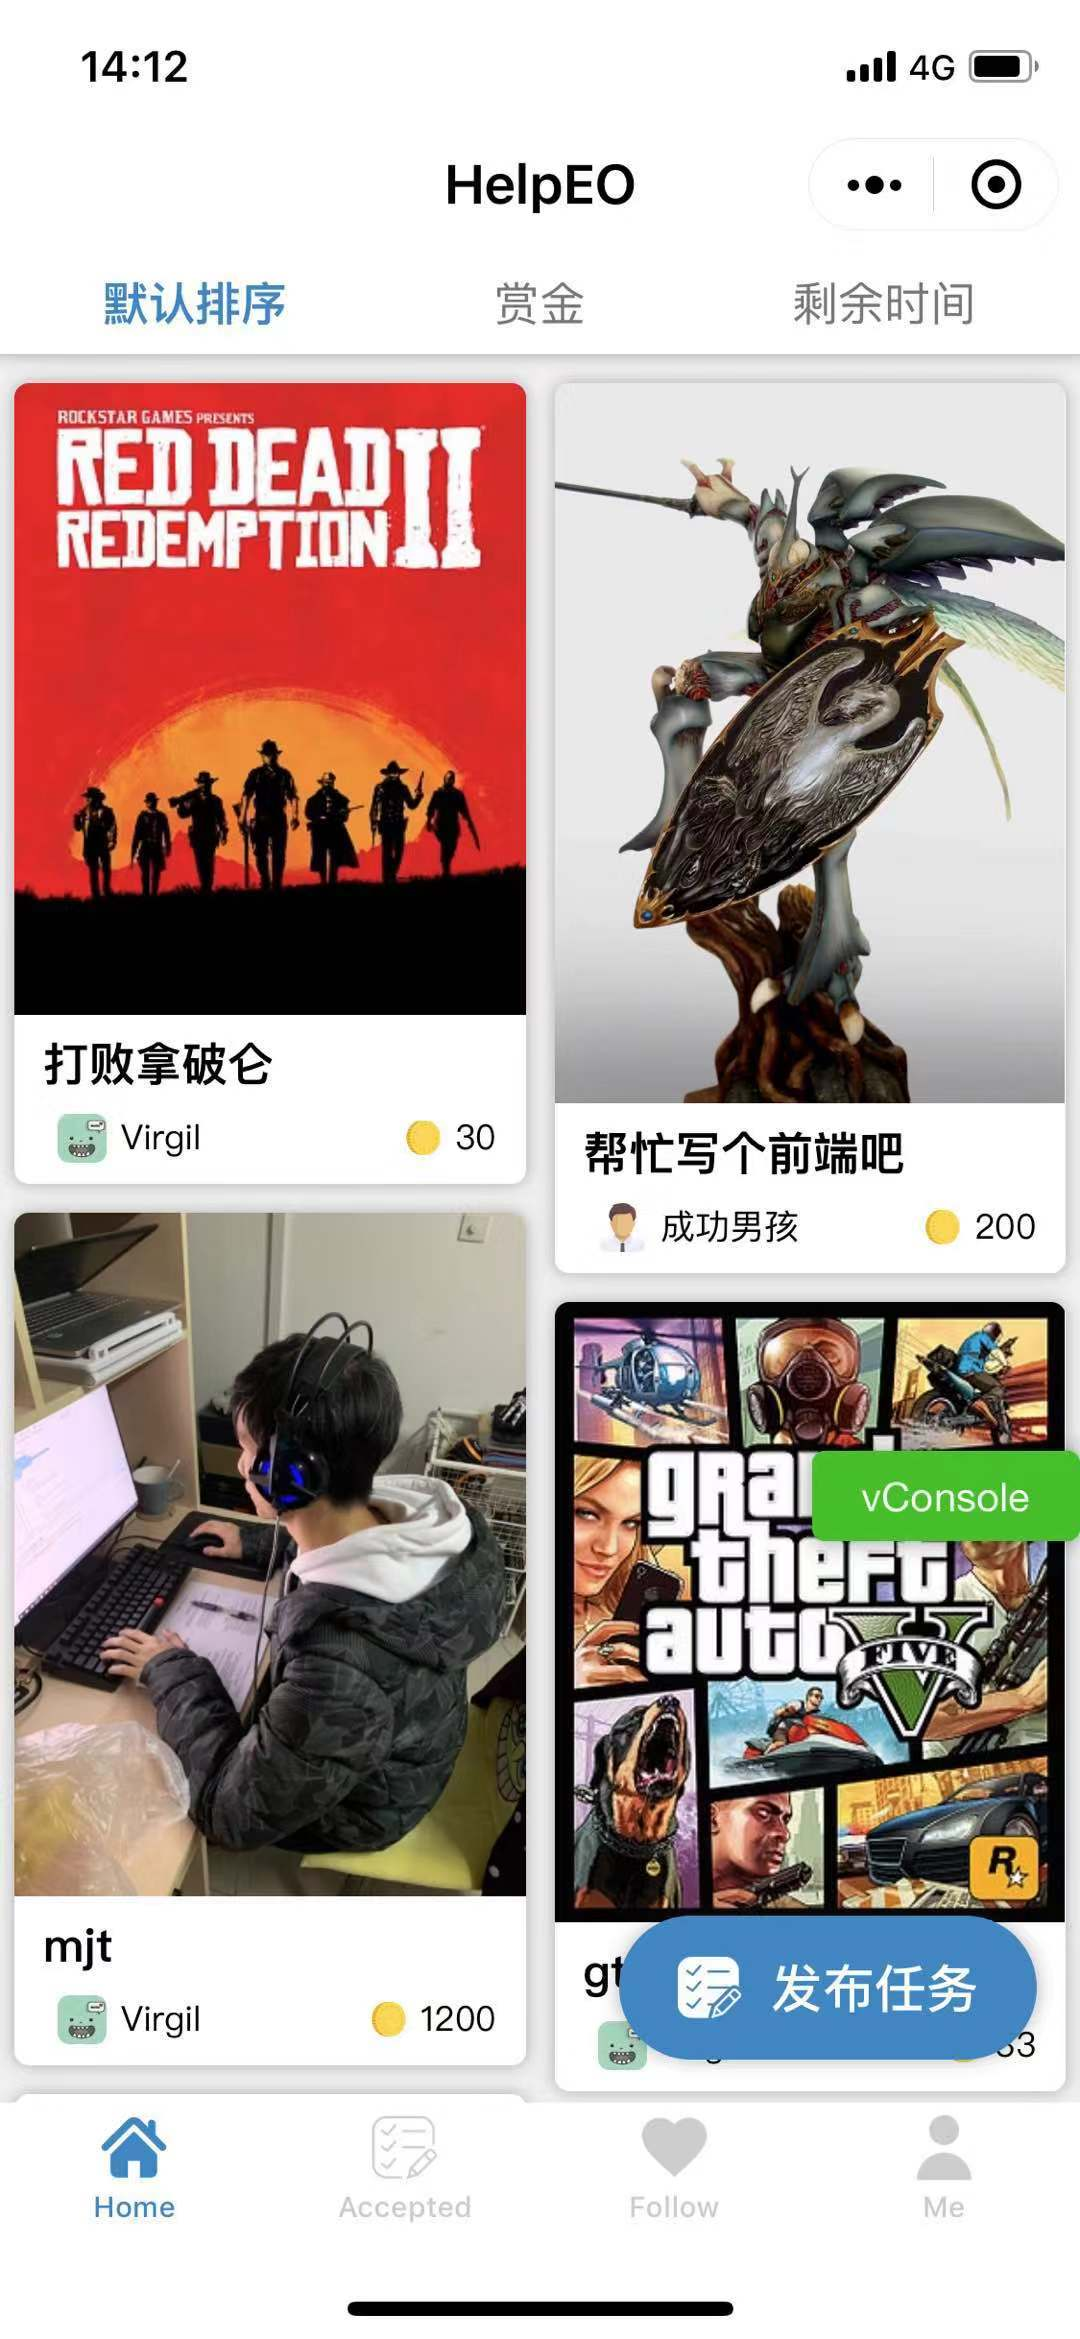 14:12
4G
HelpEO
默认排序
赏金
剩余时间
ROCKSTAR GAMES PRESENTS
RED DEAD
REDEMPTION II
打败拿破仑
Virgil
30
帮忙写个前端吧
成功男孩
200
mjt
Virgil
1200
theft
auto
FIVE
V
R
vConsole
发布任务
Home
Accepted
Follow
Me